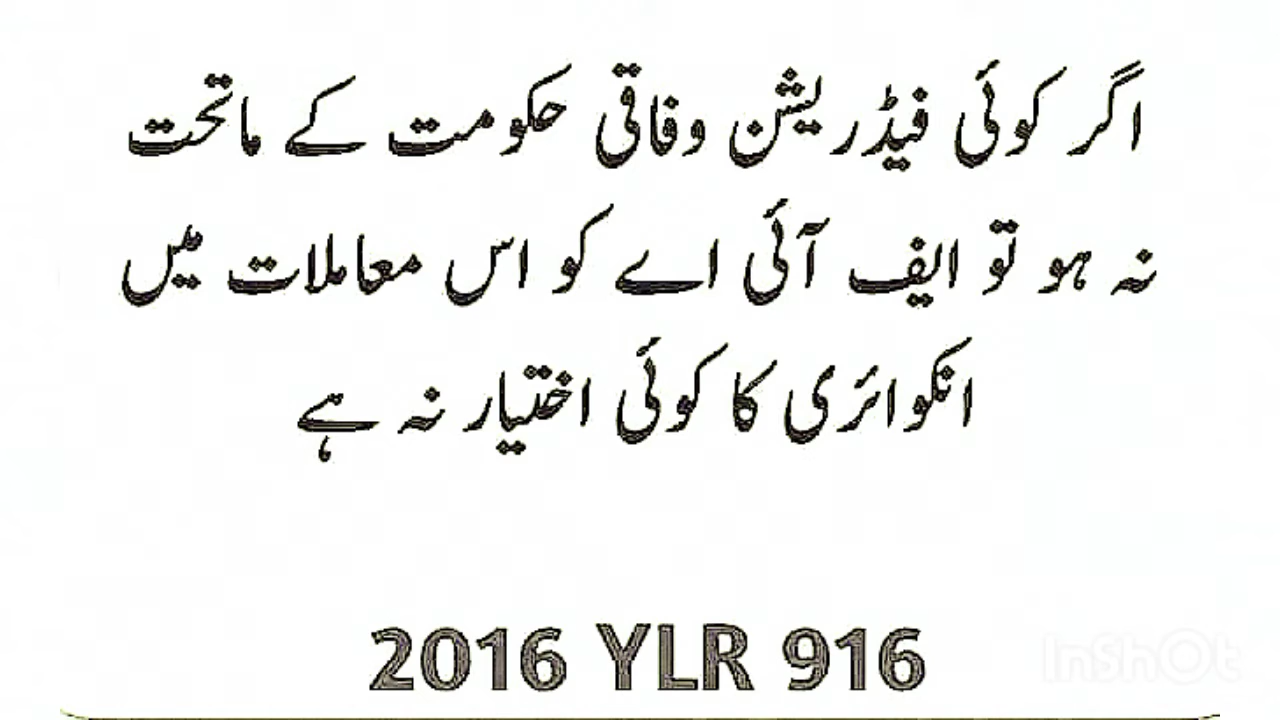 اگر کوئی فیڈریشن وفاقی حکومت کے ماتحت
نہ ہو تو ایف آئی اے کو اس معاملات میں
انکوائری کا کوئی اختیار نہ ہے
2016 YLR 916
InShOt